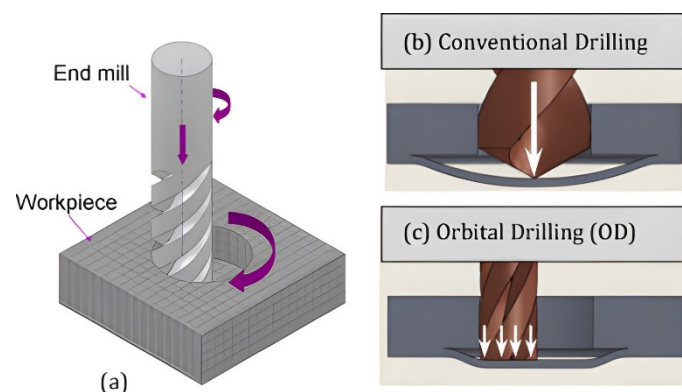 End mill
Workpiece
(a)
(b) Conventional Drilling
(c) Orbital Drilling (OD)